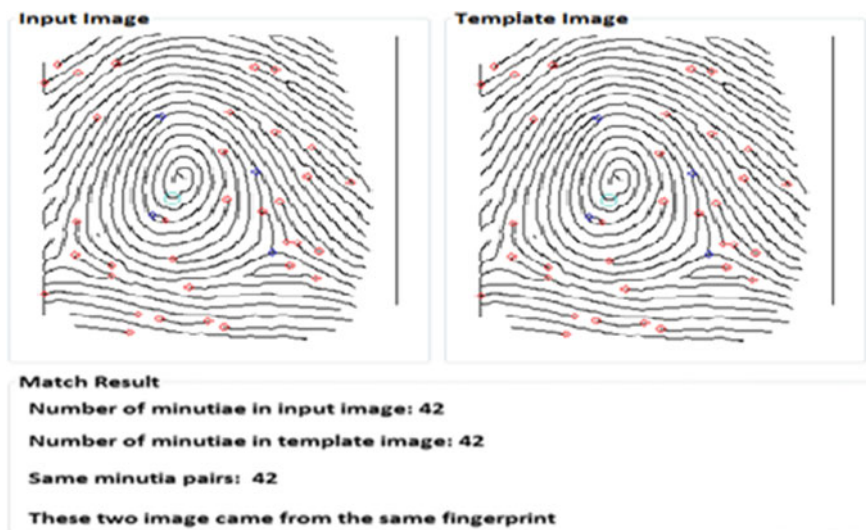 Input Image
Template Image
Match Result
Number of minutiae in input image: 42
Number of minutiae in template image: 42
Same minutia pairs: 42
These two image came from the same fingerprint